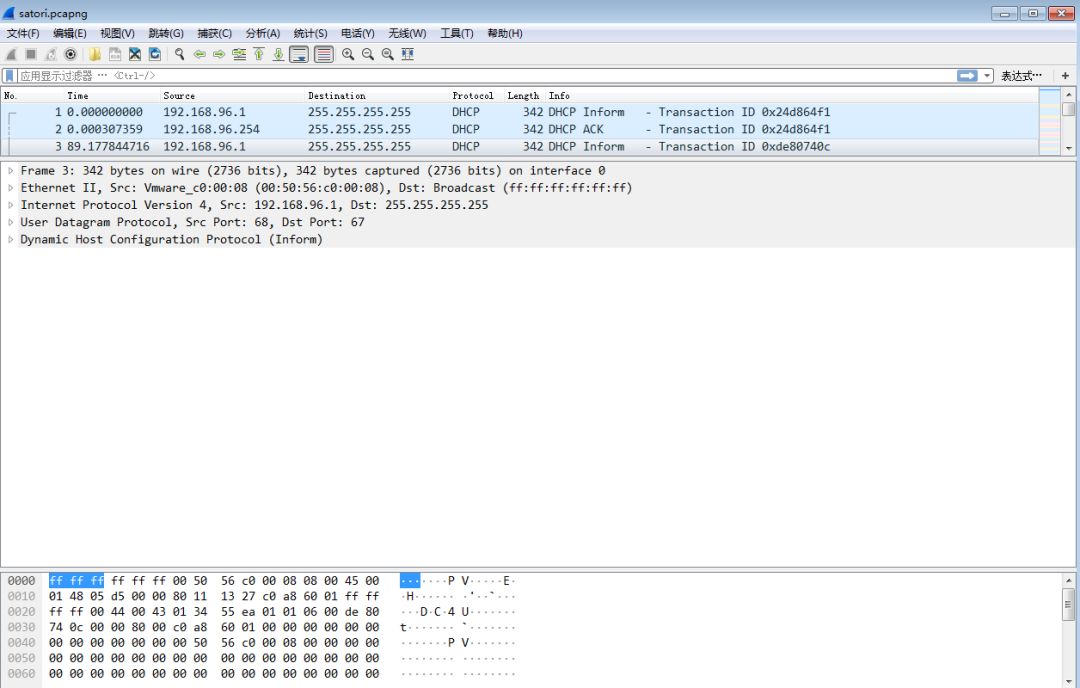 satori.pcapng
文件(F) 编辑(E) 视图(V) 跳转(G) 捕获(C) 分析(A) 统计(S) 电话(Y) 无线(W) 工具(T) 帮助(H)
应用显示过滤器 … <Ctrl-/> 表达式… +
No. Time Source Destination Protocol Length Info
1 0.000000000 192.168.96.1 255.255.255.255 DHCP 342 DHCP Inform - Transaction ID 0x24d864f1
2 0.000307359 192.168.96.254 255.255.255.255 DHCP 342 DHCP ACK - Transaction ID 0x24d864f1
3 89.177844716 192.168.96.1 255.255.255.255 DHCP 342 DHCP Inform - Transaction ID 0xde80740c
Frame 3: 342 bytes on wire (2736 bits), 342 bytes captured (2736 bits) on interface 0
Ethernet II, Src: Vmware_c0:00:08 (00:50:56:c0:00:08), Dst: Broadcast (ff:ff:ff:ff:ff:ff)
Internet Protocol Version 4, Src: 192.168.96.1, Dst: 255.255.255.255
User Datagram Protocol, Src Port: 68, Dst Port: 67
Dynamic Host Configuration Protocol (Inform)
0000 ff ff ff ff ff ff 00 50 56 c0 00 08 08 00 45 00 ·······P V·····E·
0010 01 48 05 d5 00 00 80 11 13 27 c0 a8 60 01 ff ff ·H······ ·'··`···
0020 ff ff 00 44 00 43 01 34 55 ea 01 01 06 00 de 80 ···D·C·4 U·······
0030 74 0c 00 00 80 00 c0 a8 60 01 00 00 00 00 00 00 t······· `·······
0040 00 00 00 00 00 00 00 50 56 c0 00 08 00 00 00 00 ·······P V·······
0050 00 00 00 00 00 00 00 00 00 00 00 00 00 00 00 00 ········ ········
0060 00 00 00 00 00 00 00 00 00 00 00 00 00 00 00 00 ········ ········